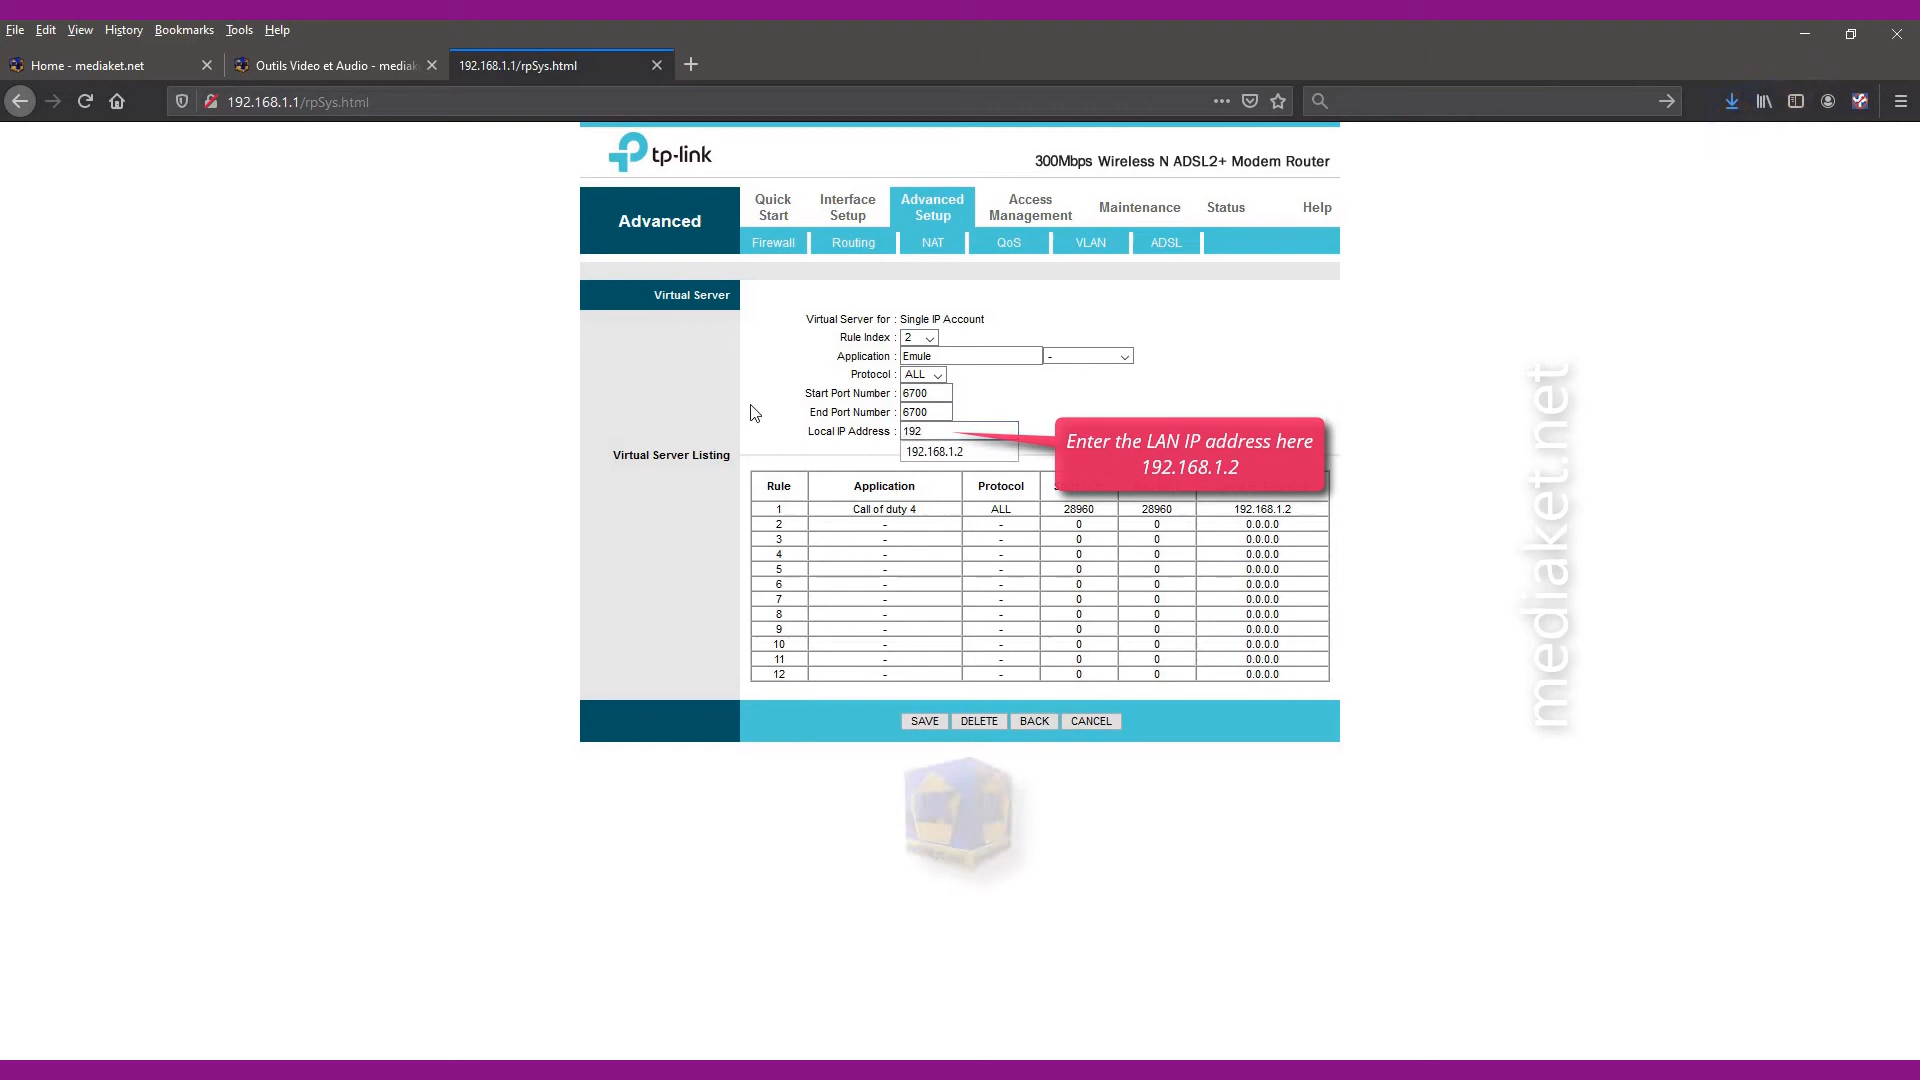 File Edit View History Bookmarks Tools Help
Home - mediaket.net
Outils Video et Audio - mediak
192.168.1.1/rpSys.html
192.168.1.1/rpSys.html
tp-link
300Mbps Wireless N ADSL2+ Modem Router
Advanced
Quick Start
Interface Setup
Advanced Setup
Access Management
Maintenance
Status
Help
Firewall
Routing
NAT
QoS
VLAN
ADSL
Virtual Server
Virtual Server for : Single IP Account
Rule Index : 2
Application : Emule -
Protocol : ALL
Start Port Number : 6700
End Port Number : 6700
Local IP Address : 192
192.168.1.2
Enter the LAN IP address here
192.168.1.2
Virtual Server Listing
Rule Application Protocol
1 Call of duty 4 ALL 28960 28960 192.168.1.2
2 - - 0 0 0.0.0.0
3 - - 0 0 0.0.0.0
4 - - 0 0 0.0.0.0
5 - - 0 0 0.0.0.0
6 - - 0 0 0.0.0.0
7 - - 0 0 0.0.0.0
8 - - 0 0 0.0.0.0
9 - - 0 0 0.0.0.0
10 - - 0 0 0.0.0.0
11 - - 0 0 0.0.0.0
12 - - 0 0 0.0.0.0
SAVE DELETE BACK CANCEL
mediaket.net